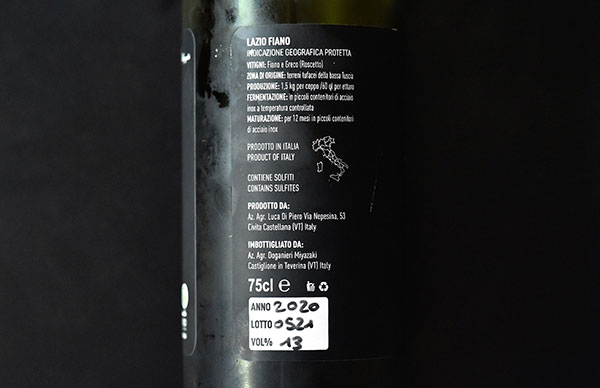 LAZIO FIANO
INDICAZIONE GEOGRAFICA PROTETTA
VITIGNI: Fiano e Greco (Roscetto)
ZONA DI ORIGINE: terreni tufacei della bassa Tuscia
PRODUZIONE: 1,5 kg per ceppo /60 ql per ettaro
FERMENTAZIONE: in piccoli contenitori di acciaio
inox a temperatura controllata
MATURAZIONE: per 12 mesi in piccoli contenitori
di acciaio inox
PRODOTTO IN ITALIA
PRODUCT OF ITALY
CONTIENE SOLFITI
CONTAINS SULFITES
PRODOTTO DA:
Az. Agr. Luca Di Piero Via Nepesina, 53
Civita Castellana (VT) Italy
IMBOTTIGLIATO DA:
Az. Agr. Doganieri Miyazaki
Castiglione in Teverina (VT) Italy
75cl e
ANNO 2020
LOTTO 0521
VOL% 13